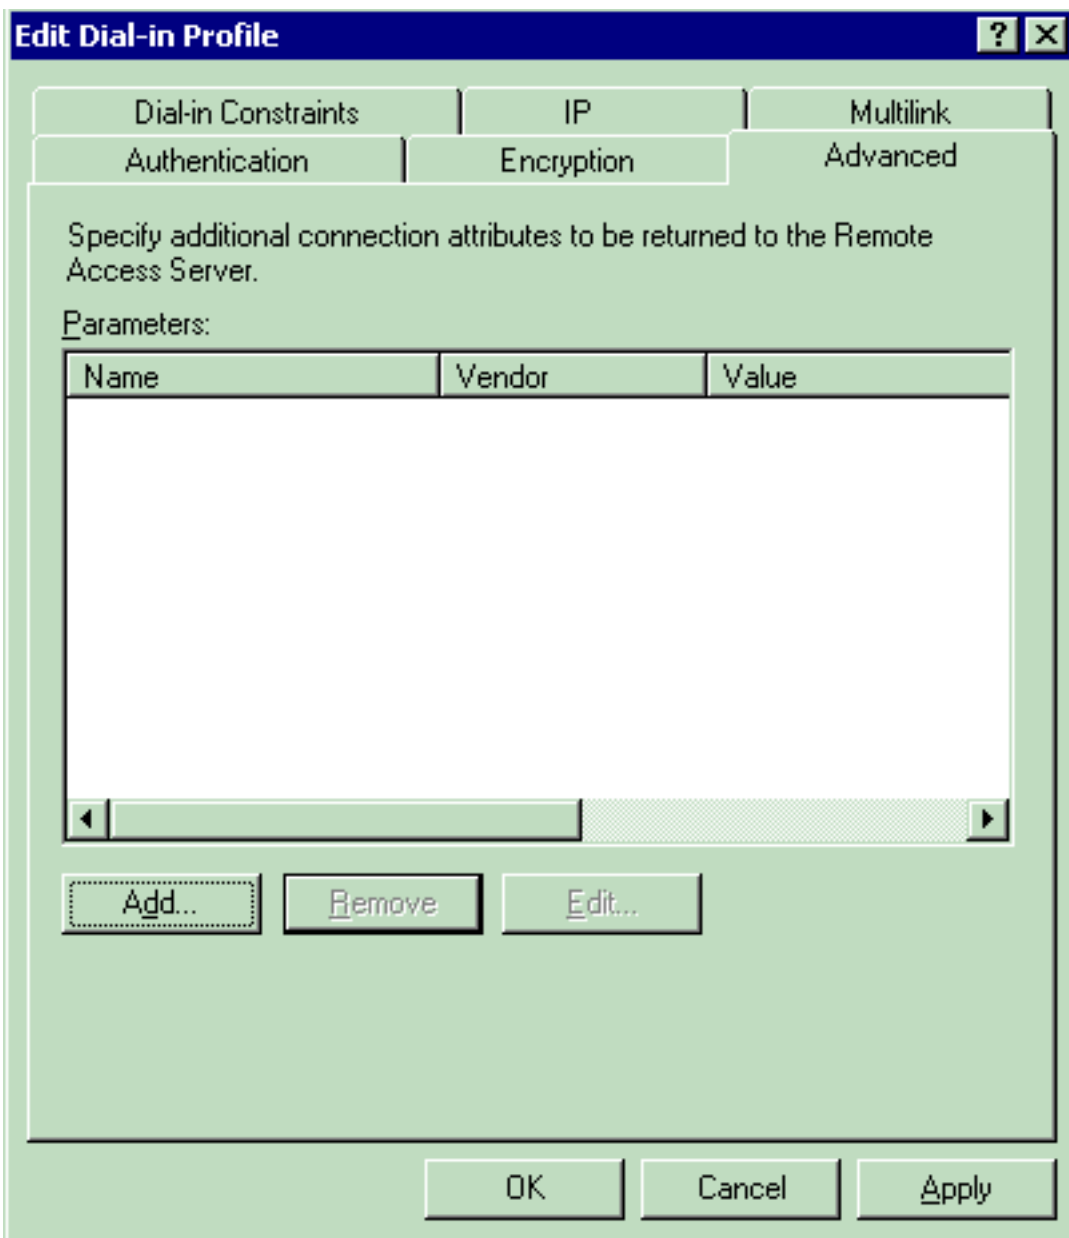 Edit Dial-in Profile
Dial-in Constraints IP Multilink
Authentication Encryption Advanced
Specify additional connection attributes to be returned to the Remote
Access Server.
Parameters:
Name Vendor Value
Add... Remove Edit...
OK Cancel Apply